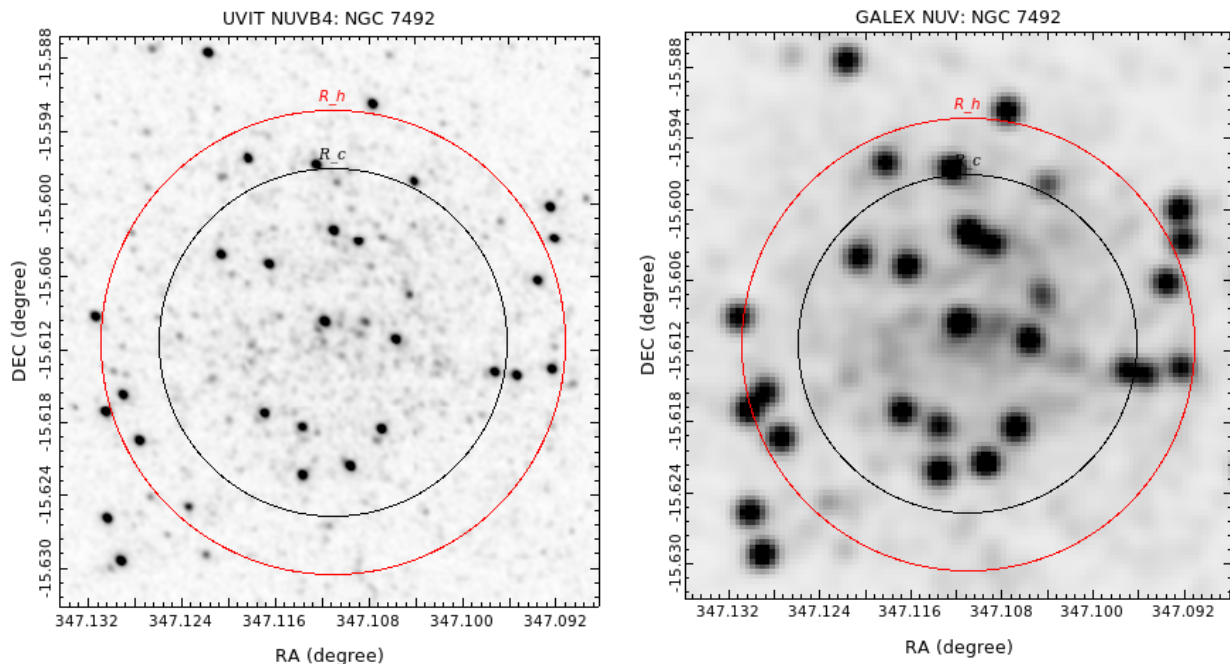 UVIT NUVB4: NGC 7492
R_h
R_c
-15.588
-15.594
-15.600
-15.606
-15.612
-15.618
-15.624
-15.630
DEC (degree)
347.132 347.124 347.116 347.108 347.100 347.092
RA (degree)
GALEX NUV: NGC 7492
R_h
R_c
-15.588
-15.594
-15.600
-15.606
-15.612
-15.618
-15.624
-15.630
DEC (degree)
347.132 347.124 347.116 347.108 347.100 347.092
RA (degree)